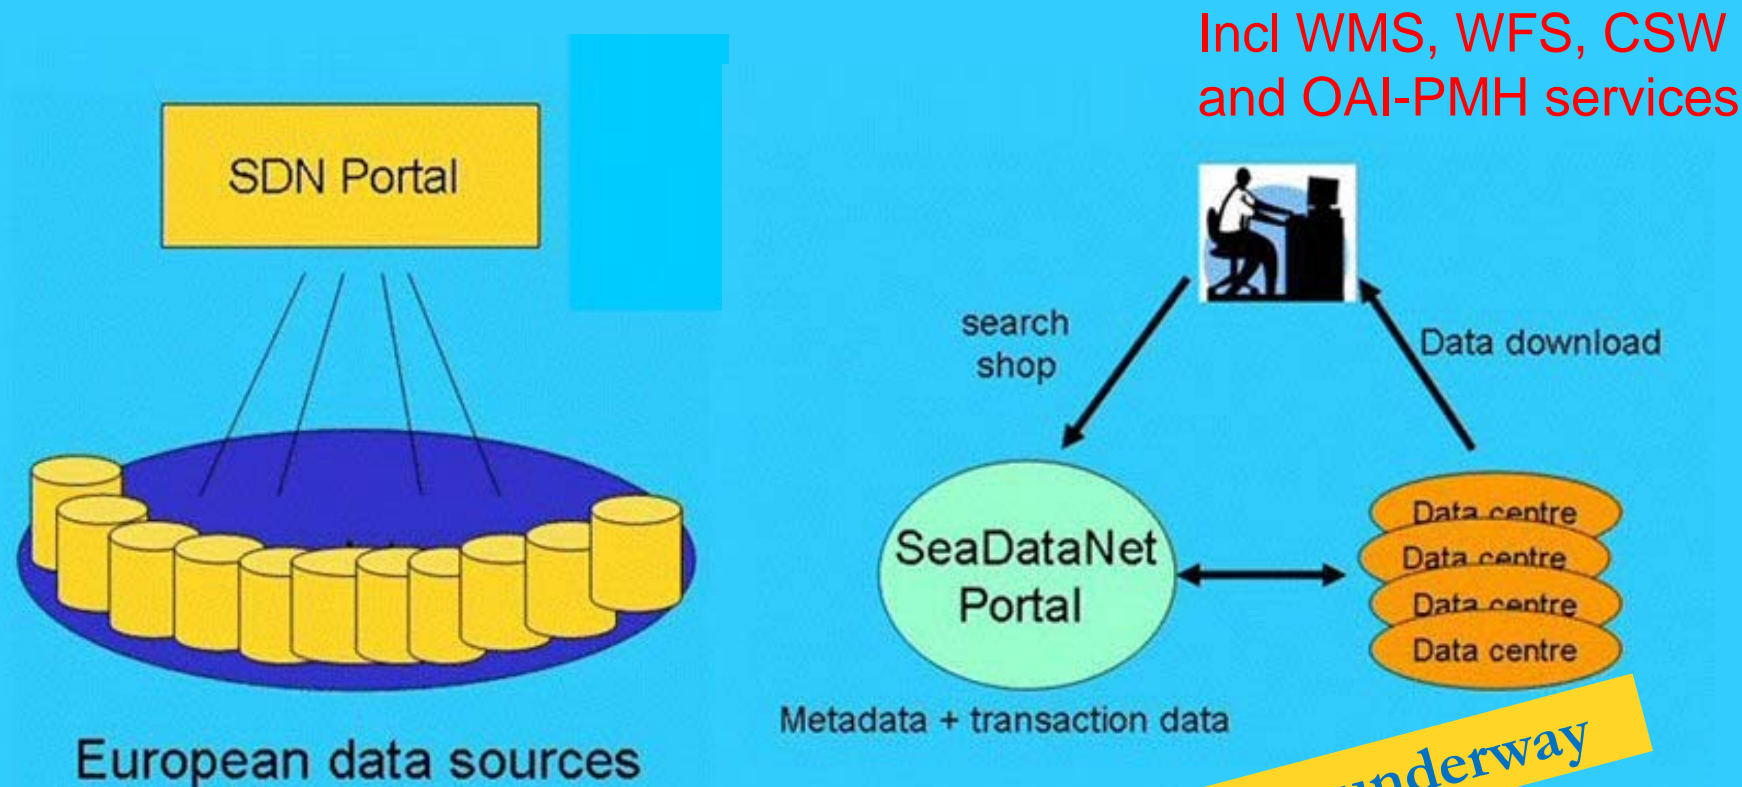 Incl WMS, WFS, CSW
and OAI-PMH services
SDN Portal
European data sources
search
shop
Data download
SeaDataNet
Portal
Data centre
Data centre
Data centre
Data centre
Metadata + transaction data
underway